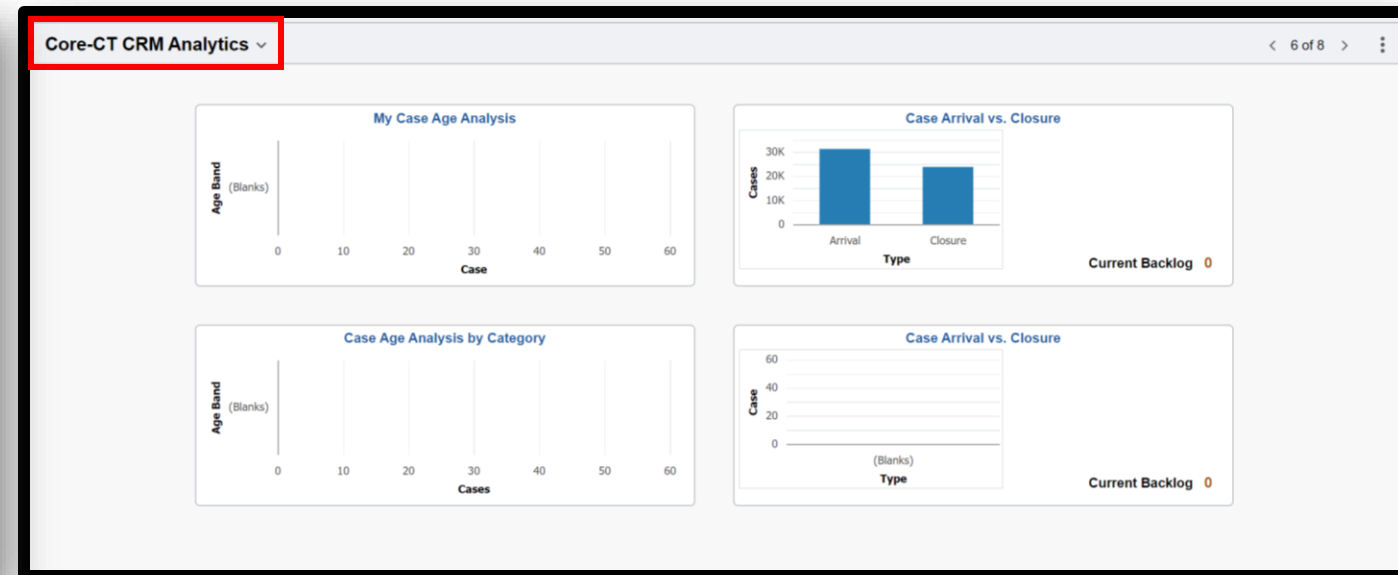 Core-CT CRM Analytics
6 of 8
My Case Age Analysis
Age Band
(Blanks)
0 10 20 30 40 50 60
Case
Case Arrival vs. Closure
Cases
30K
20K
10K
0
Arrival Closure
Type
Current Backlog 0
Case Age Analysis by Category
Age Band
(Blanks)
0 10 20 30 40 50 60
Cases
Case Arrival vs. Closure
Case
60
40
20
0
(Blanks)
Type
Current Backlog 0